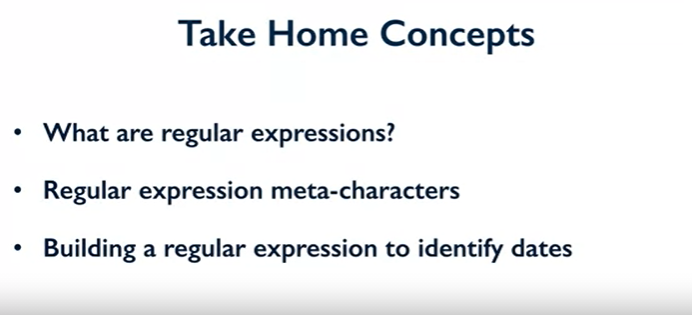 Take Home Concepts
• What are regular expressions?
• Regular expression meta-characters
• Building a regular expression to identify dates